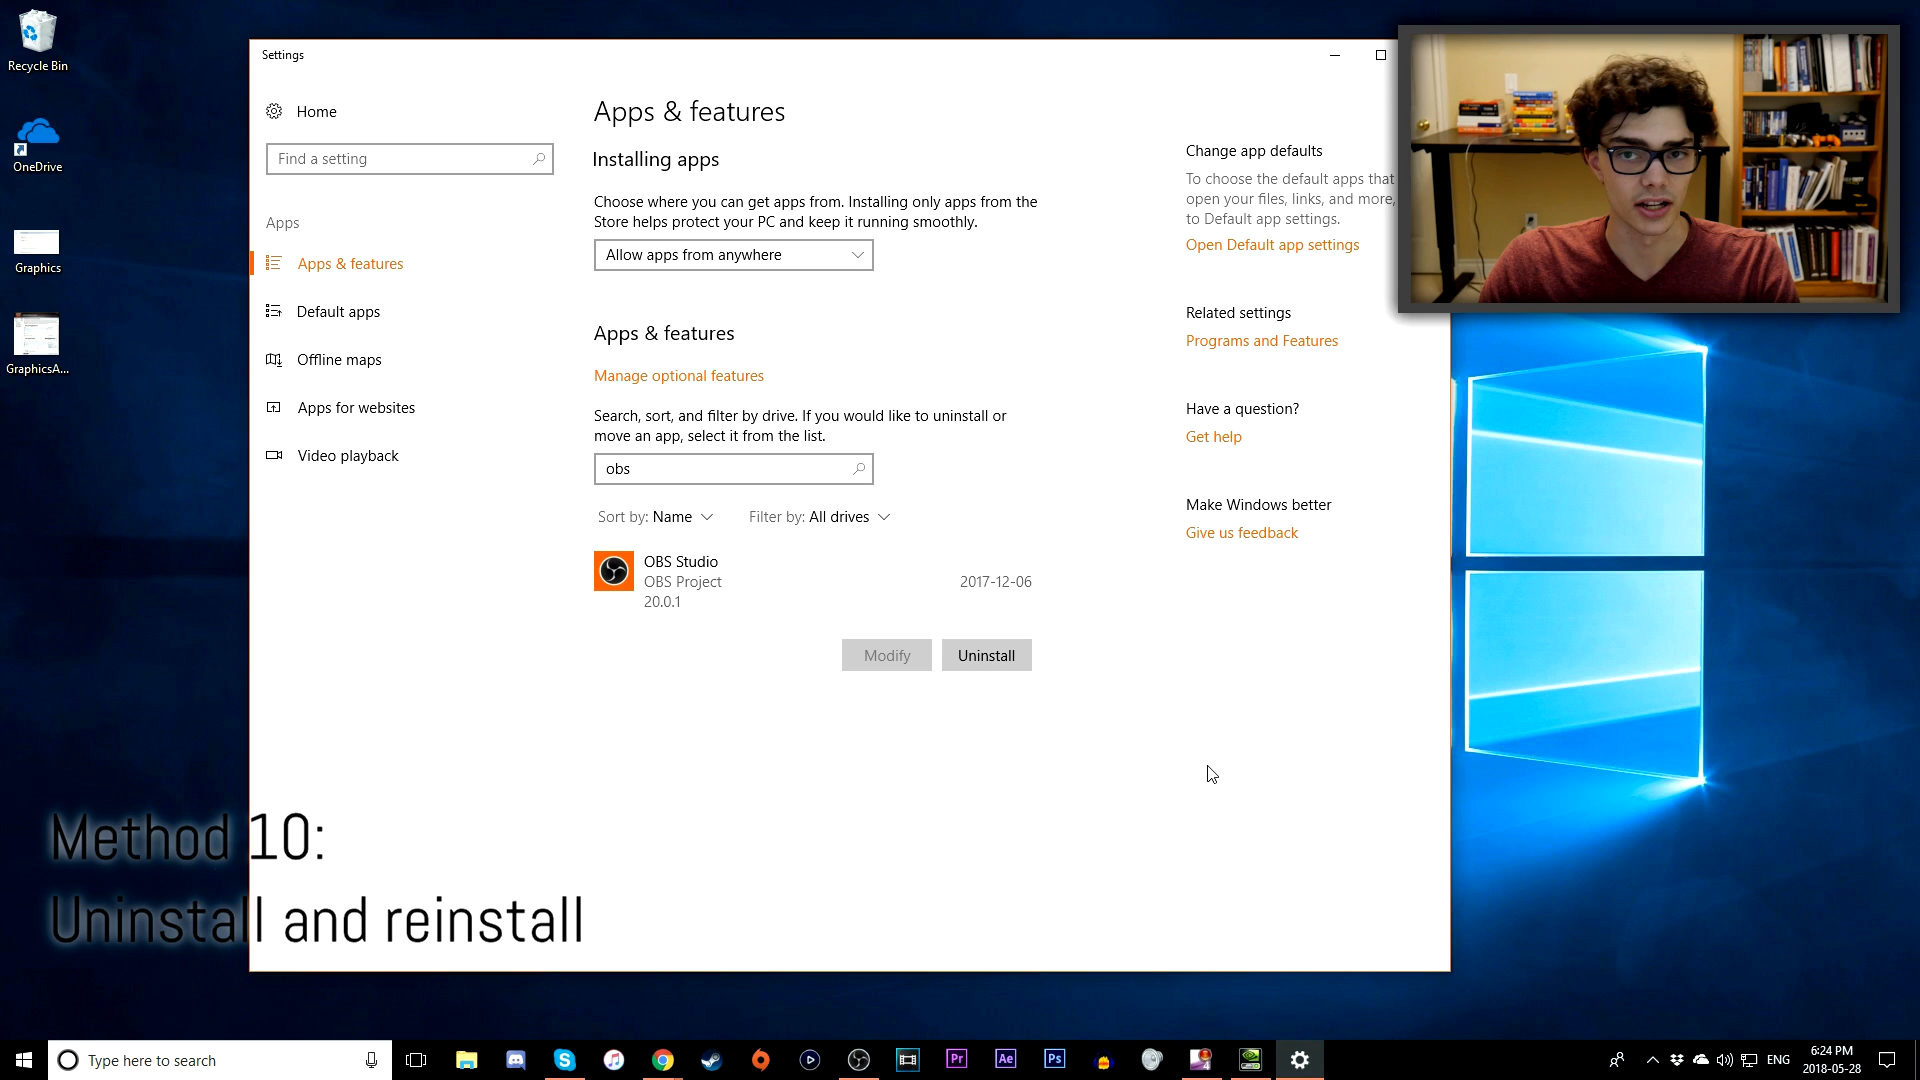 Recycle Bin
OneDrive
Graphics
GraphicsA...
Settings
Home
Find a setting
Apps
Apps & features
Default apps
Offline maps
Apps for websites
Video playback
Apps & features
Installing apps
Choose where you can get apps from. Installing only apps from the
Store helps protect your PC and keep it running smoothly.
Allow apps from anywhere
Apps & features
Manage optional features
Search, sort, and filter by drive. If you would like to uninstall or
move an app, select it from the list.
obs
Sort by: Name
Filter by: All drives
OBS Studio
OBS Project
20.0.1
2017-12-06
Modify
Uninstall
Change app defaults
To choose the default apps that
open your files, links, and more,
to Default app settings.
Open Default app settings
Related settings
Programs and Features
Have a question?
Get help
Make Windows better
Give us feedback
Method 10:
Uninstall and reinstall
Type here to search
Pr
Ae
Ps
ENG
6:24 PM
2018-05-28